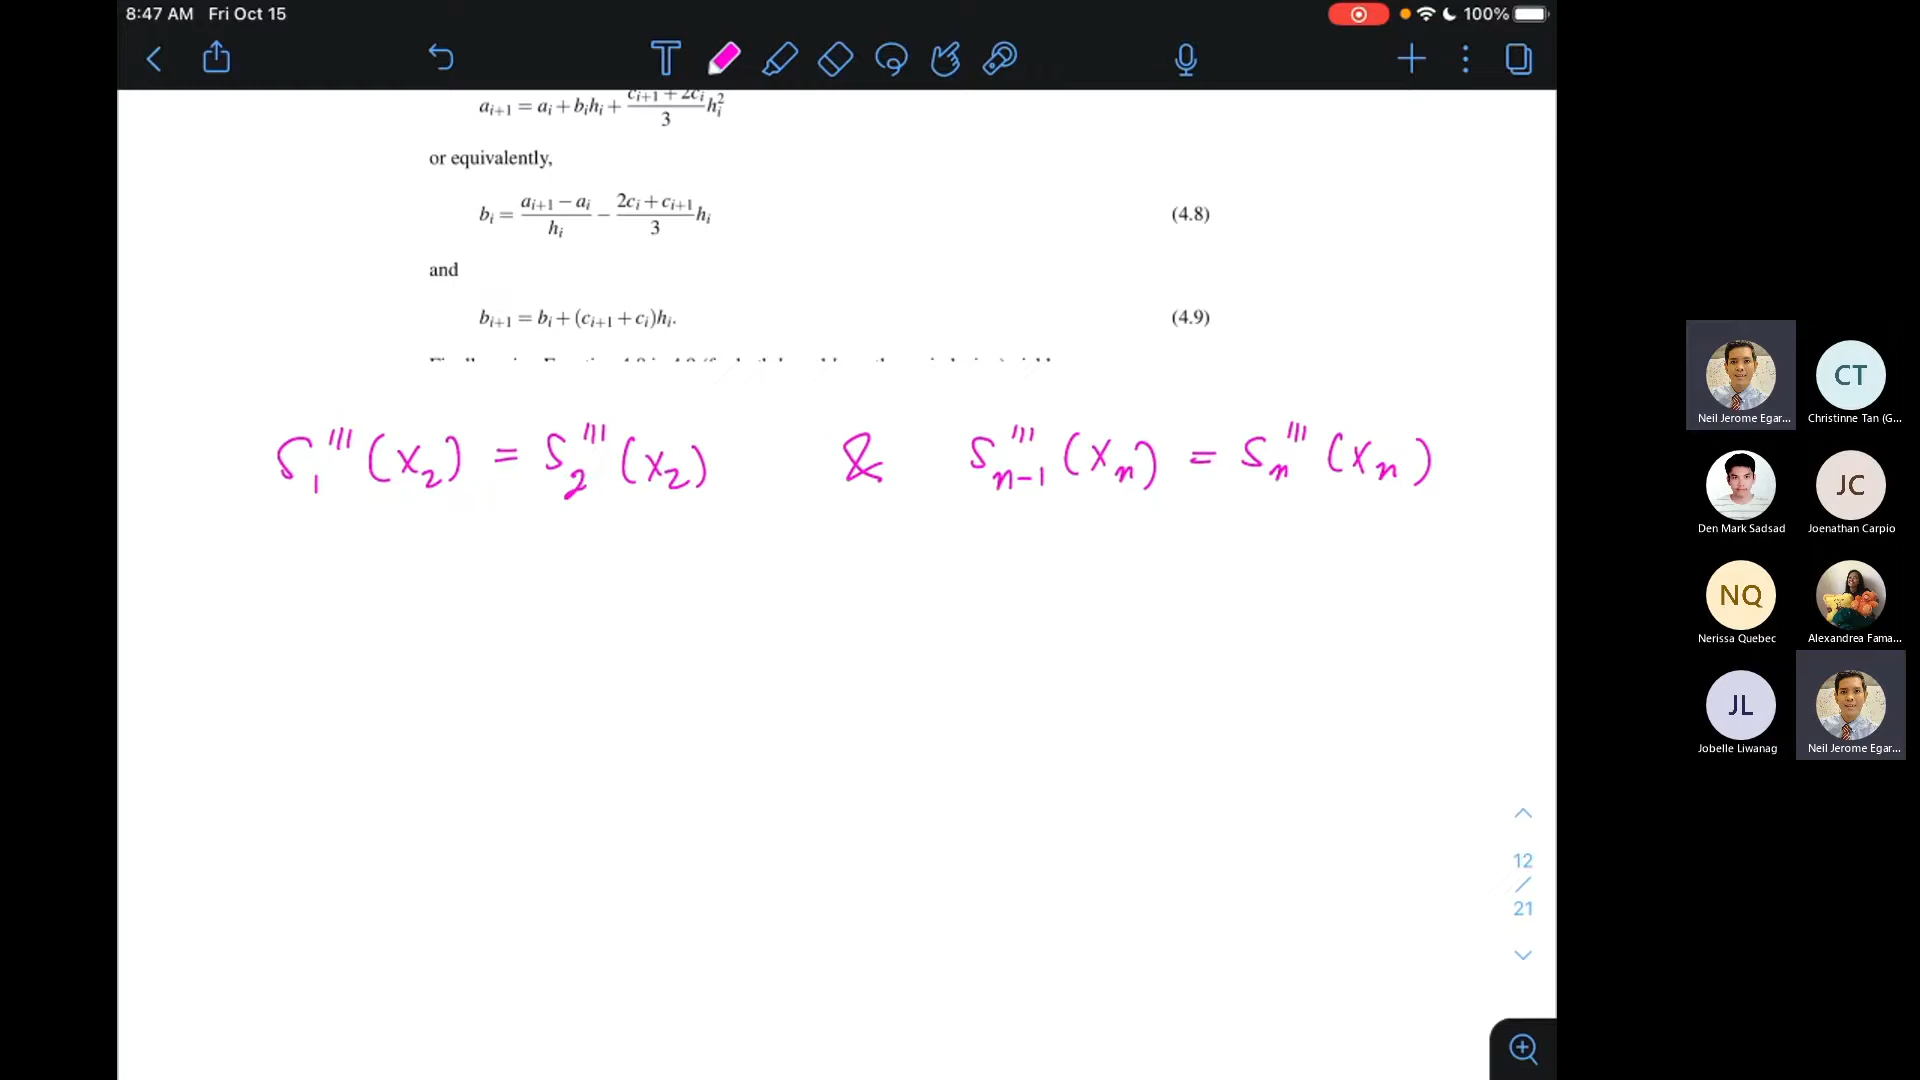 8:47 AM Fri Oct 15
100%
a_{i+1} = a_i + b_i h_i + \frac{c_{i+1} + 2c_i}{3} h_i^2
or equivalently,
b_i = \frac{a_{i+1} - a_i}{h_i} - \frac{2c_i + c_{i+1}}{3} h_i (4.8)
and
b_{i+1} = b_i + (c_{i+1} + c_i)h_i. (4.9)
S_1''' (x_2) = S_2''' (x_2) & S_{n-1}''' (x_n) = S_n''' (x_n)
12
/
21
Neil Jerome Egar...
CT
Christinne Tan (G...
Den Mark Sadsad
JC
Joenathan Carpio
NQ
Nerissa Quebec
Alexandrea Fama...
JL
Jobelle Liwanag
Neil Jerome Egar...